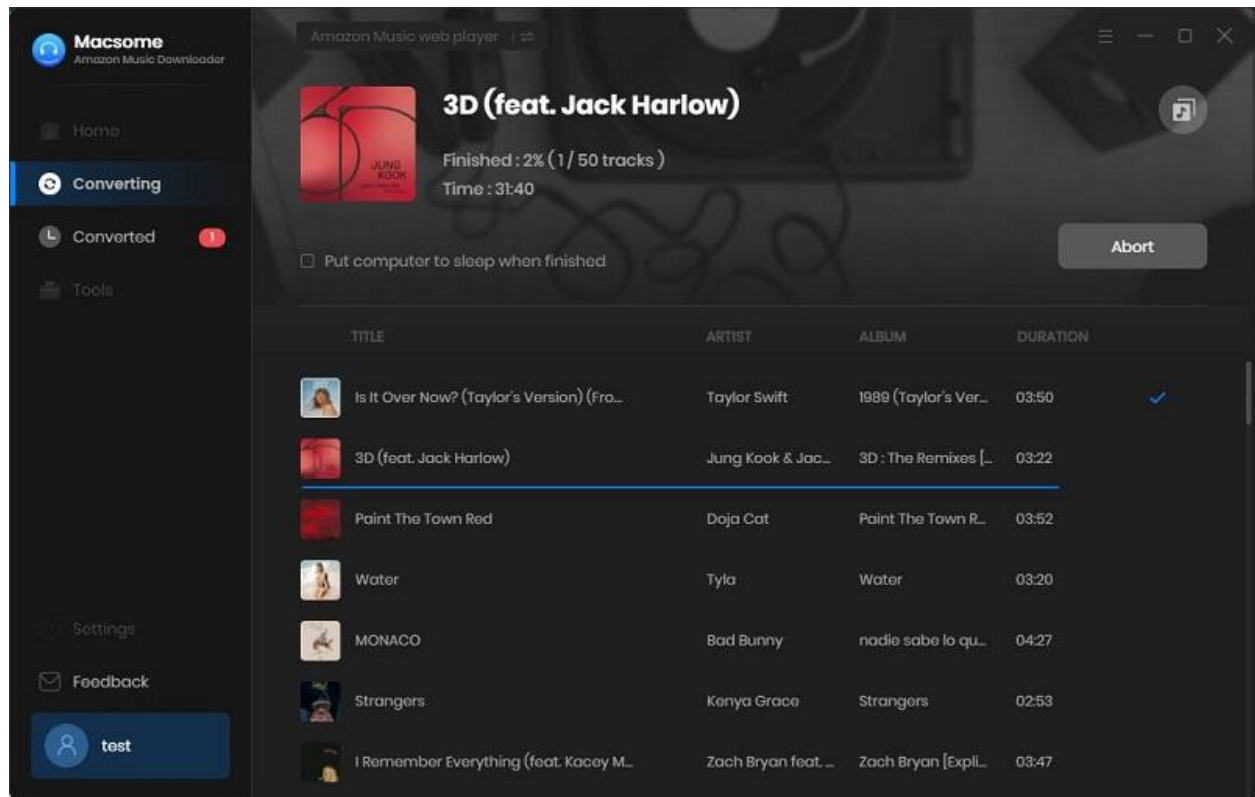 Macsome
Amazon Music Downloader
Amazon Music web player
Home
Converting
Converted 1
Tools
3D (feat. Jack Harlow)
JUNG
KOOK
Finished : 2% ( 1 / 50 tracks )
Time : 31:40
Put computer to sleep when finished
Abort
TITLE ARTIST ALBUM DURATION
Is It Over Now? (Taylor's Version) (Fro... Taylor Swift 1989 (Taylor's Ver... 03:50
3D (feat. Jack Harlow) Jung Kook & Jac... 3D : The Remixes [... 03:22
Paint The Town Red Doja Cat Paint The Town R... 03:52
Water Tyla Water 03:20
MONACO Bad Bunny nadie sabe lo qu... 04:27
Strangers Kenya Grace Strangers 02:53
I Remember Everything (feat. Kacey M... Zach Bryan feat. ... Zach Bryan [Expli... 03:47
Settings
Feedback
test